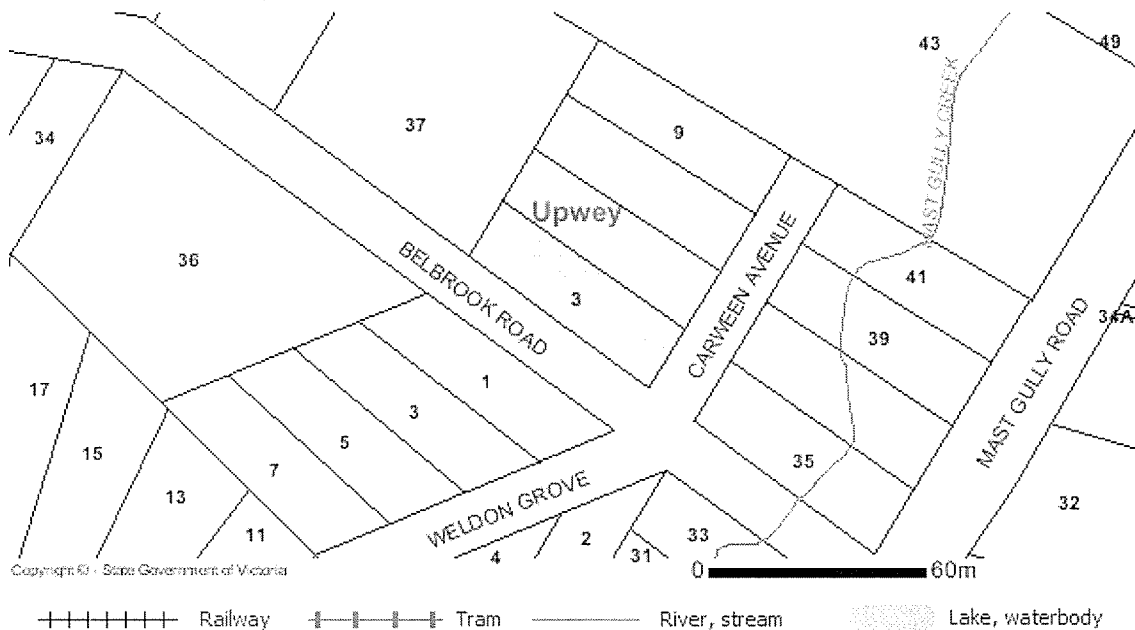 43
49
34
37
9
MAST GULLY CREEK
Upwey
36
BELBROOK ROAD
3
CARWEEN AVENUE
41
34A
39
MAST GULLY ROAD
17
1
3
5
15
7
13
11
WELDON GROVE
35
32
4
2
31
33
Copyright © - State Government of Victoria
0 60m
Railway Tram River, stream Lake, waterbody